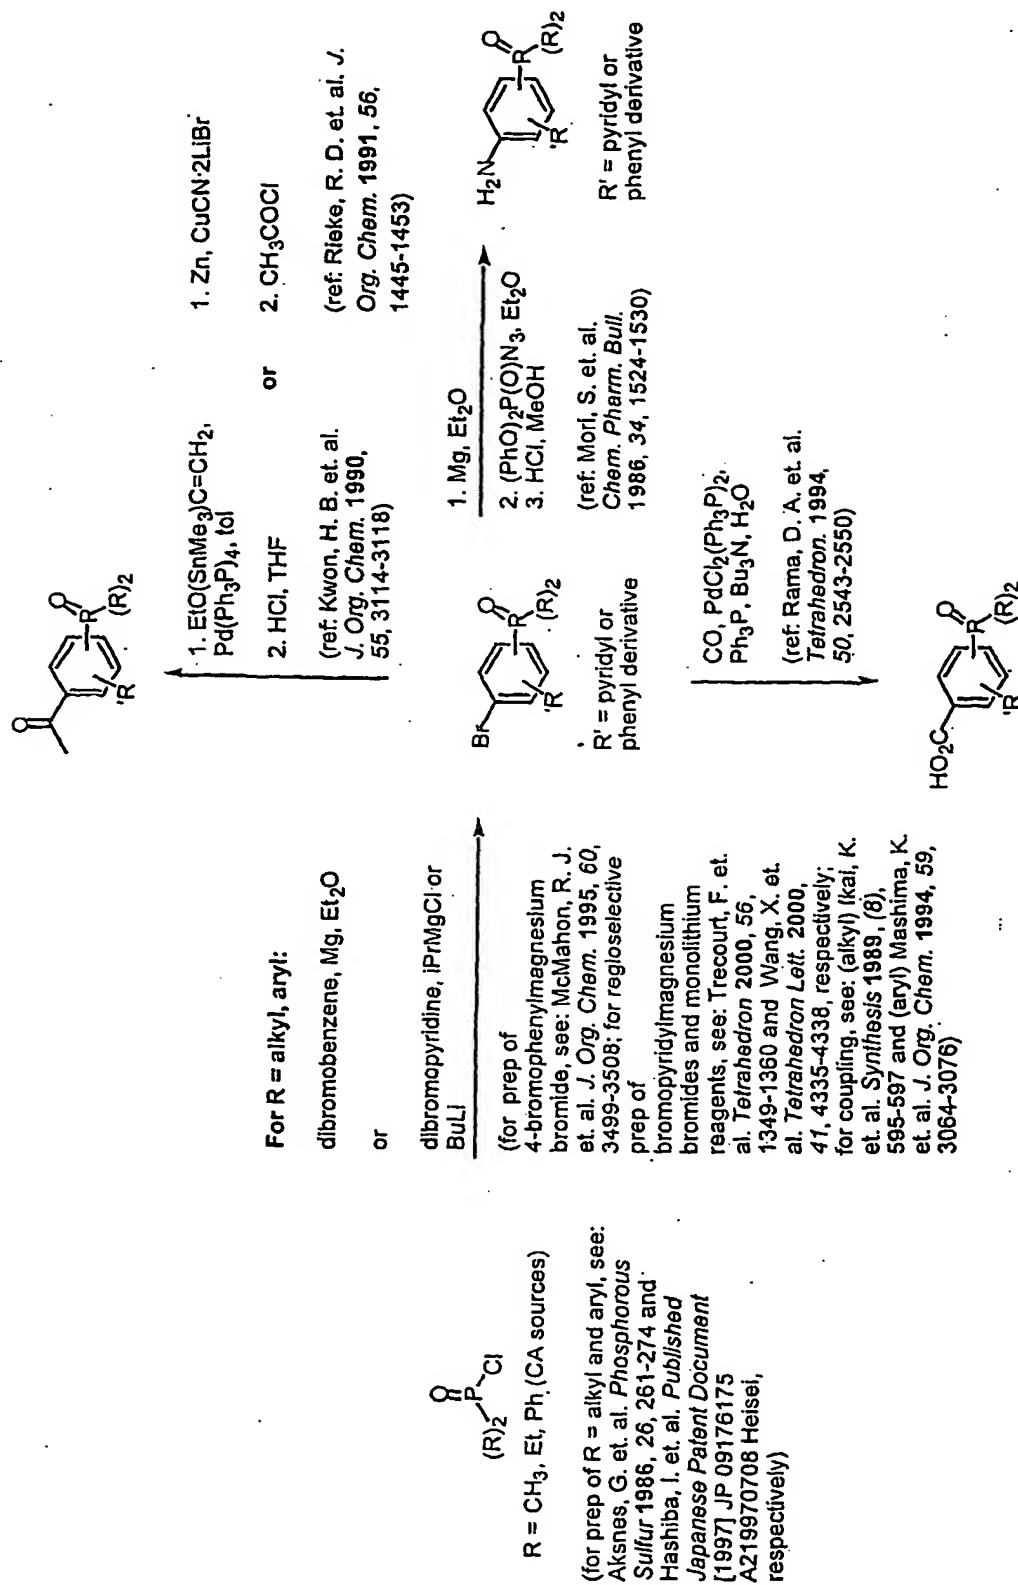 O
P
(R)2
Cl
R = CH3, Et, Ph (CA sources)
(for prep of R = alkyl and aryl, see:
Aksnes, G. et. al. Phosphorous
Sulfur 1986, 26, 261-274 and
Hashiba, I. et. al. Published
Japanese Patent Document
[1997] JP 09176175
A219970708 Heisei,
respectively)
For R = alkyl, aryl:
dibromobenzene, Mg, Et2O
or
dibromopyridine, iPrMgCl or
BuLi
(for prep of
4-bromophenylmagnesium
bromide, see: McMahon, R. J.
et. al. J. Org. Chem. 1995, 60,
3499-3508; for regioselective
prep of
bromopyridylmagnesium
bromides and monolithium
reagents, see: Trecourt, F. et.
al. Tetrahedron 2000, 56,
1349-1360 and Wang, X. et.
al. Tetrahedron Lett. 2000,
41, 4335-4338, respectively;
for coupling, see: (alkyl) Ikai, K.
et. al. Synthesis 1989, (8),
595-597 and (aryl) Mashima, K.
et. al. J. Org. Chem. 1994, 59,
3064-3076)
O
O
R
(R)2
'R
1. EtO(SnMe3)C=CH2,
Pd(Ph3P)4, tol
2. HCl, THF
(ref: Kwon, H. B. et. al
J. Org. Chem. 1990,
55, 3114-3118)
or
1. Zn, CuCN·2LiBr
2. CH3COCl
(ref: Rieke, R. D. et. al. J.
Org. Chem. 1991, 56,
1445-1453)
Br
O
R
(R)2
'R
R' = pyridyl or
phenyl derivative
1. Mg, Et2O
2. (PhO)2P(O)N3, Et2O
3. HCl, MeOH
(ref: Mori, S. et. al.
Chem. Pharm. Bull.
1986, 34, 1524-1530)
H2N
O
R
(R)2
'R
R' = pyridyl or
phenyl derivative
CO, PdCl2(Ph3P)2,
Ph3P, Bu3N, H2O
(ref: Rama, D. A. et. al.
Tetrahedron. 1994,
50, 2543-2550)
HO2C
O
R
(R)2
'R